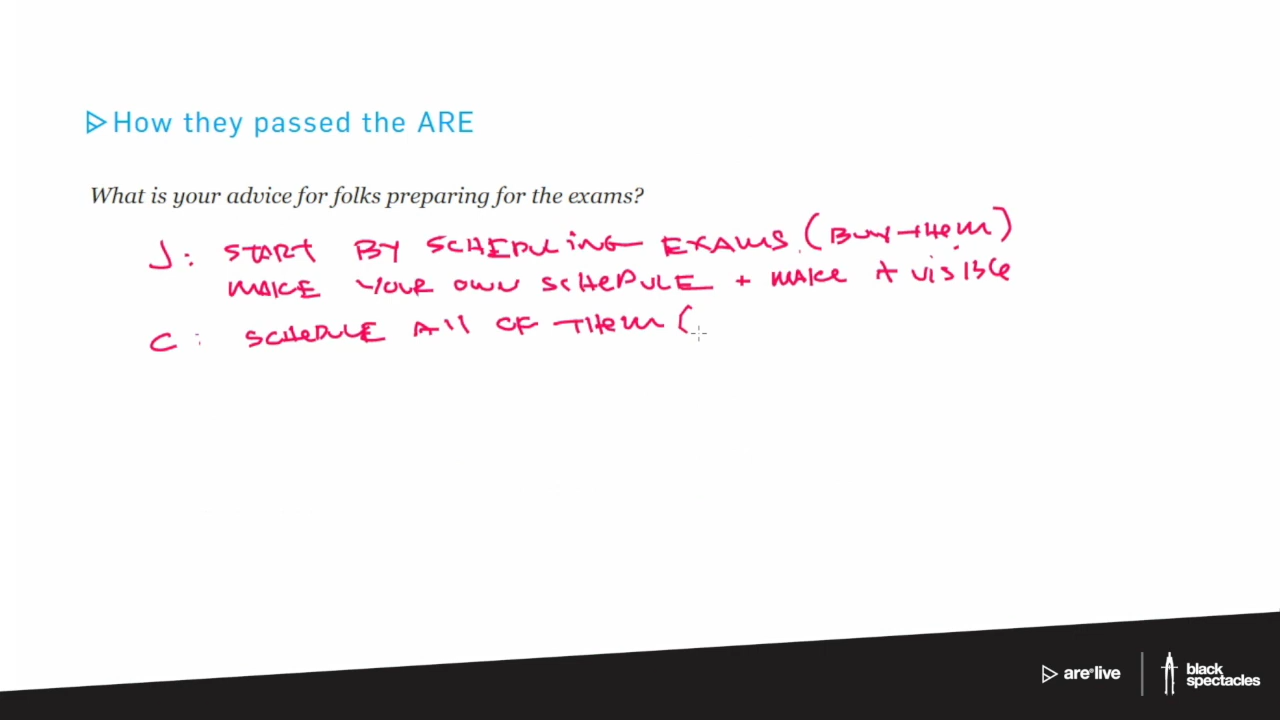 How they passed the ARE
What is your advice for folks preparing for the exams?
J: START BY SCHEDULING EXAMS (BUY THEM)
MAKE YOUR OWN SCHEDULE + MAKE IT VISIBLE
C: SCHEDULE All OF THEM (
are live
black
spectacles